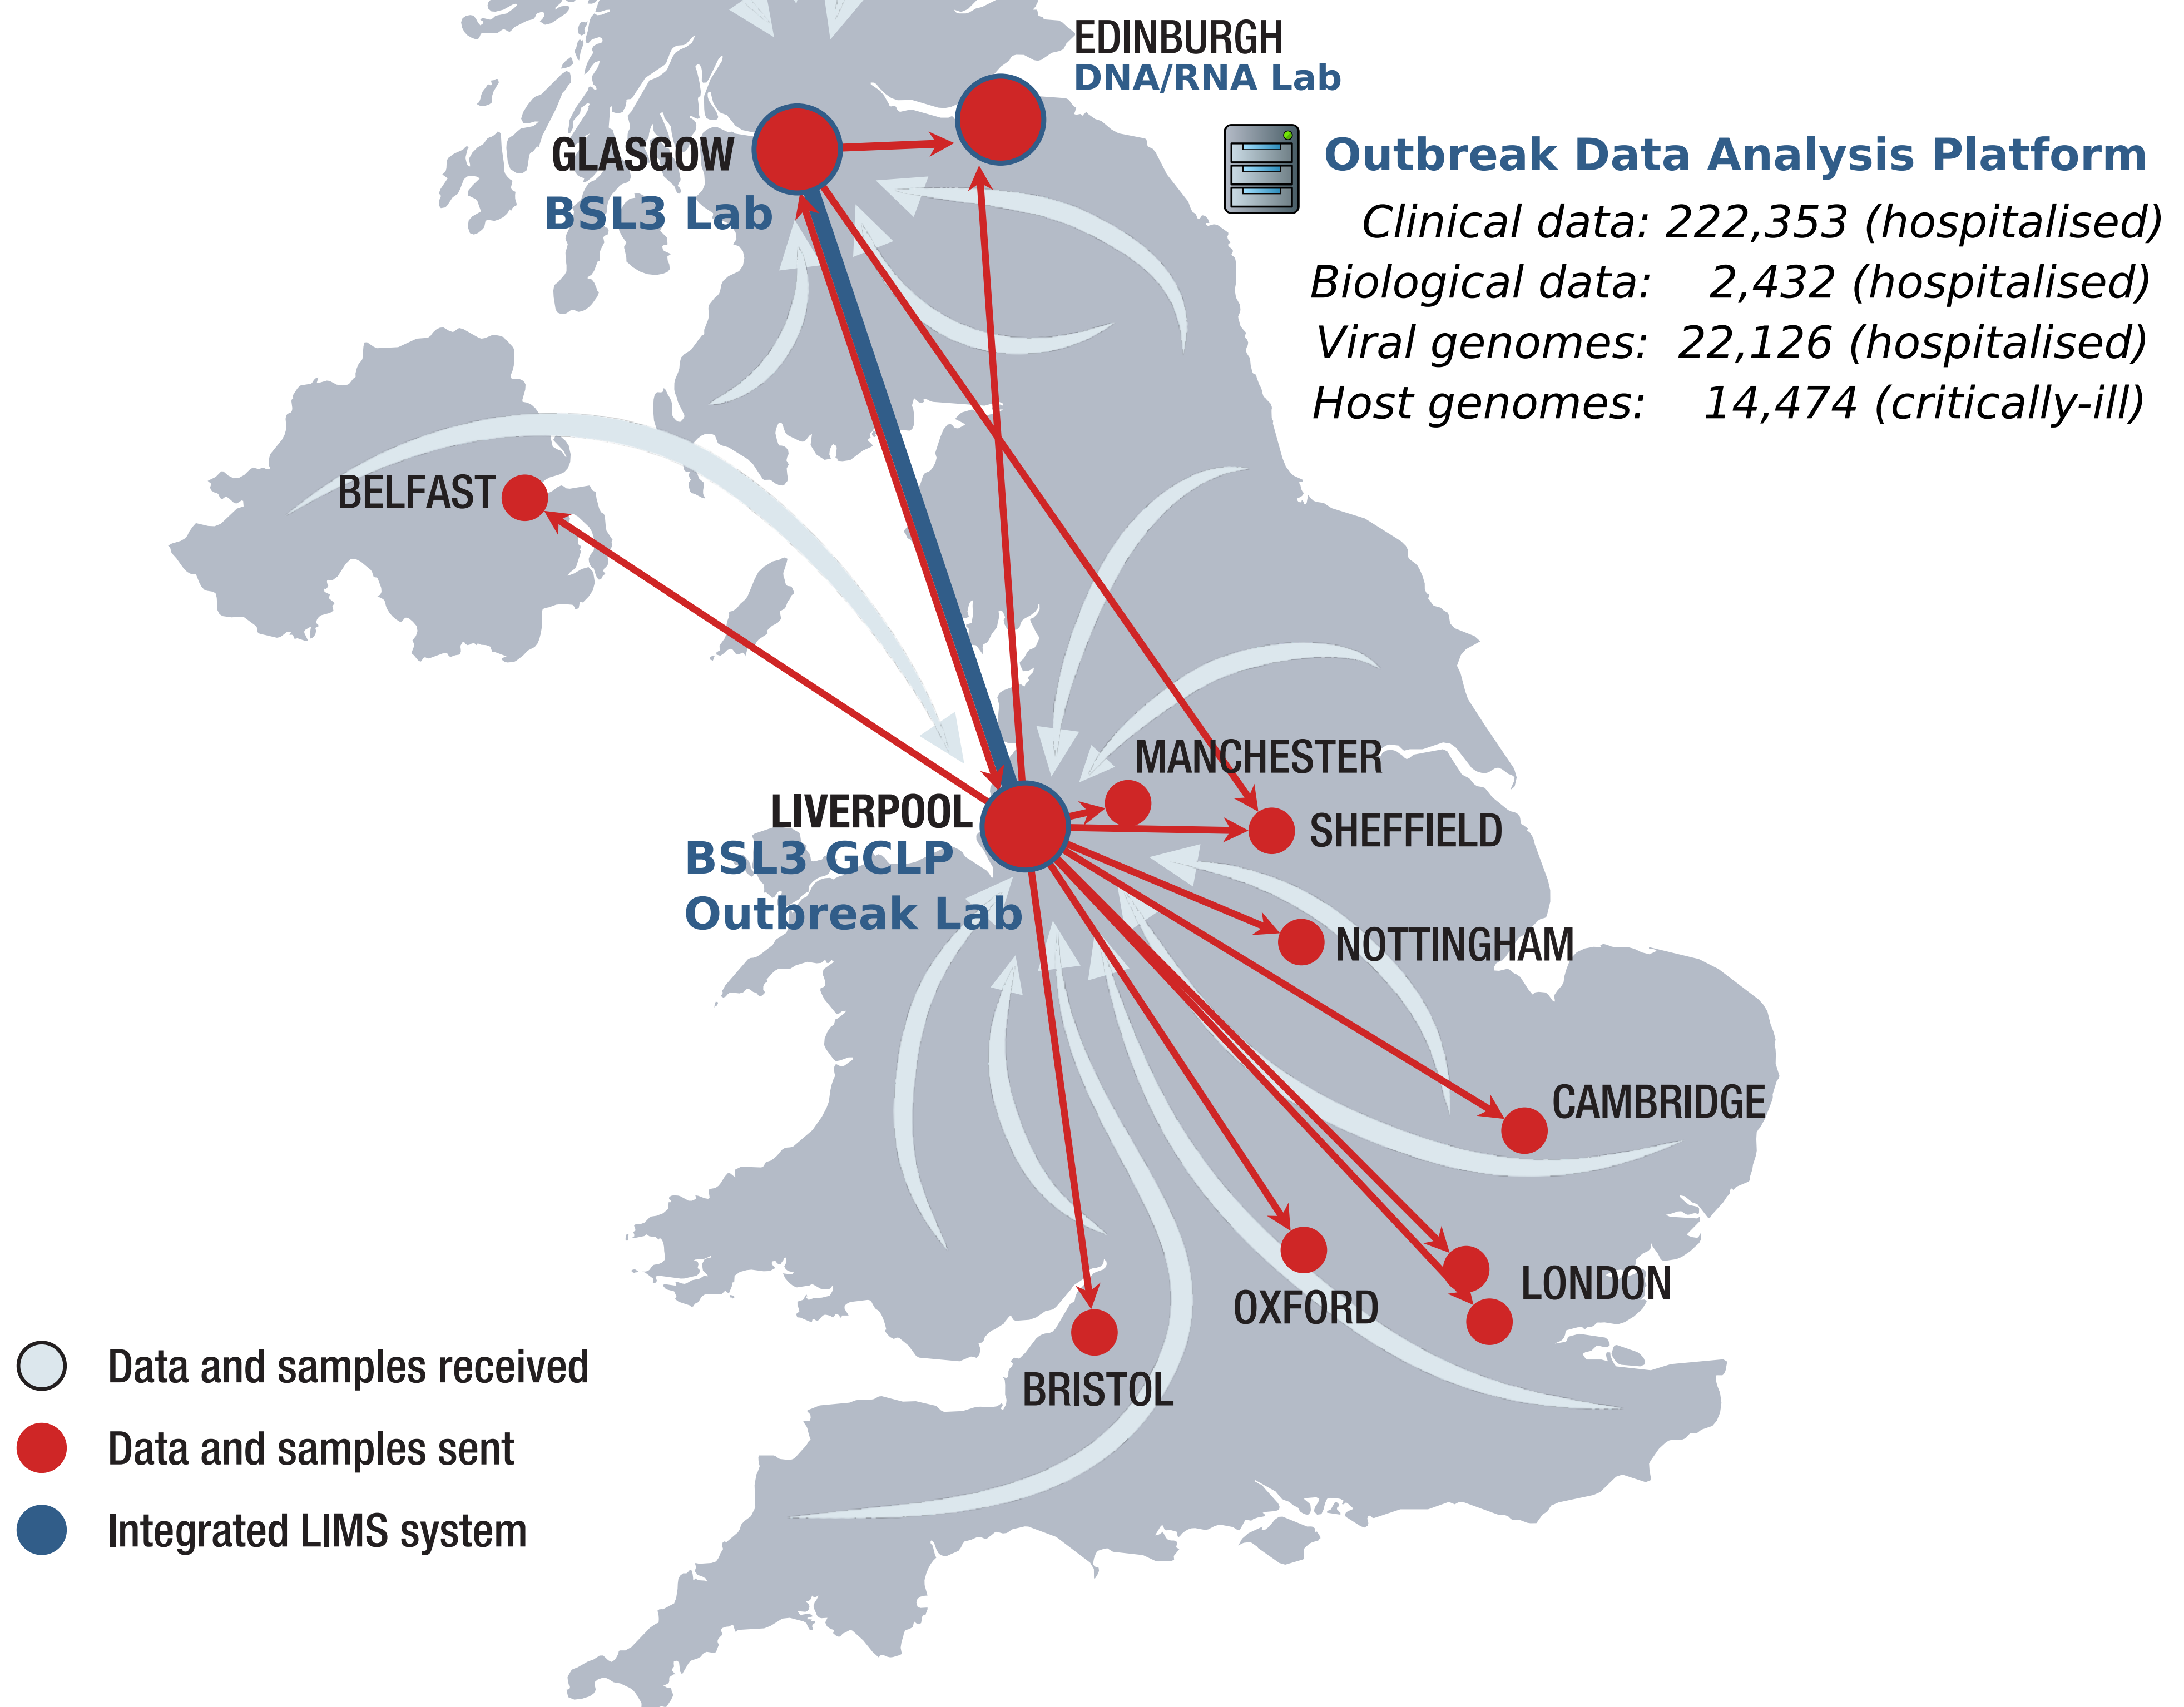 EDINBURGH
DNA/RNA Lab
GLASGOW
BSL3 Lab
Outbreak Data Analysis Platform
Clinical data: 222,353 (hospitalised)
Biological data: 2,432 (hospitalised)
Viral genomes: 22,126 (hospitalised)
Host genomes: 14,474 (critically-ill)
BELFAST
MANCHESTER
LIVERPOOL
BSL3 GCLP
Outbreak Lab
SHEFFIELD
NOTTINGHAM
CAMBRIDGE
LONDON
OXFORD
BRISTOL
Data and samples received
Data and samples sent
Integrated LIMS system